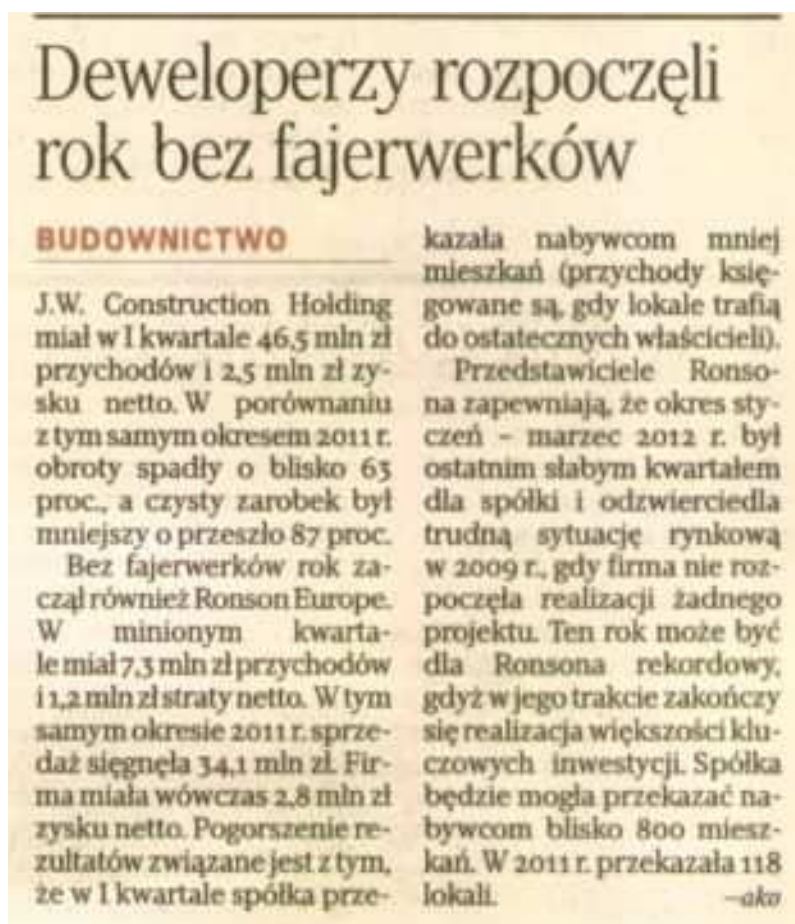 Deweloperzy rozpoczęli
rok bez fajerwerków
BUDOWNICTWO
J.W. Construction Holding
miał w I kwartale 46,5 mln zł
przychodów i 2,5 mln zł zy-
sku netto. W porównaniu
z tym samym okresem 2011 r.
obroty spadły o blisko 63
proc., a czysty zarobek był
mniejszy o przeszło 87 proc.
Bez fajerwerków rok za-
czął również Ronson Europe.
W minionym kwarta-
le miał 7,3 mln zł przychodów
i 1,2 mln zł straty netto. W tym
samym okresie 2011 r. sprze-
daż sięgnęła 34,1 mln zł. Fir-
ma miała wówczas 2,8 mln zł
zysku netto. Pogorszenie re-
zultatów związane jest z tym,
że w I kwartale spółka prze-
kazała nabywcom mniej
mieszkań (przychody księ-
gowane są, gdy lokale trafią
do ostatecznych właścicieli).
Przedstawiciele Ronso-
na zapewniają, że okres sty-
czeń – marzec 2012 r. był
ostatnim słabym kwartałem
dla spółki i odzwierciedla
trudną sytuację rynkową
w 2009 r., gdy firma nie roz-
poczęła realizacji żadnego
projektu. Ten rok może być
dla Ronsona rekordowy,
gdyż w jego trakcie zakończy
się realizacja większości klu-
czowych inwestycji. Spółka
będzie mogła przekazać na-
bywcom blisko 800 miesz-
kań. W 2011 r. przekazała 118
lokali. —ako